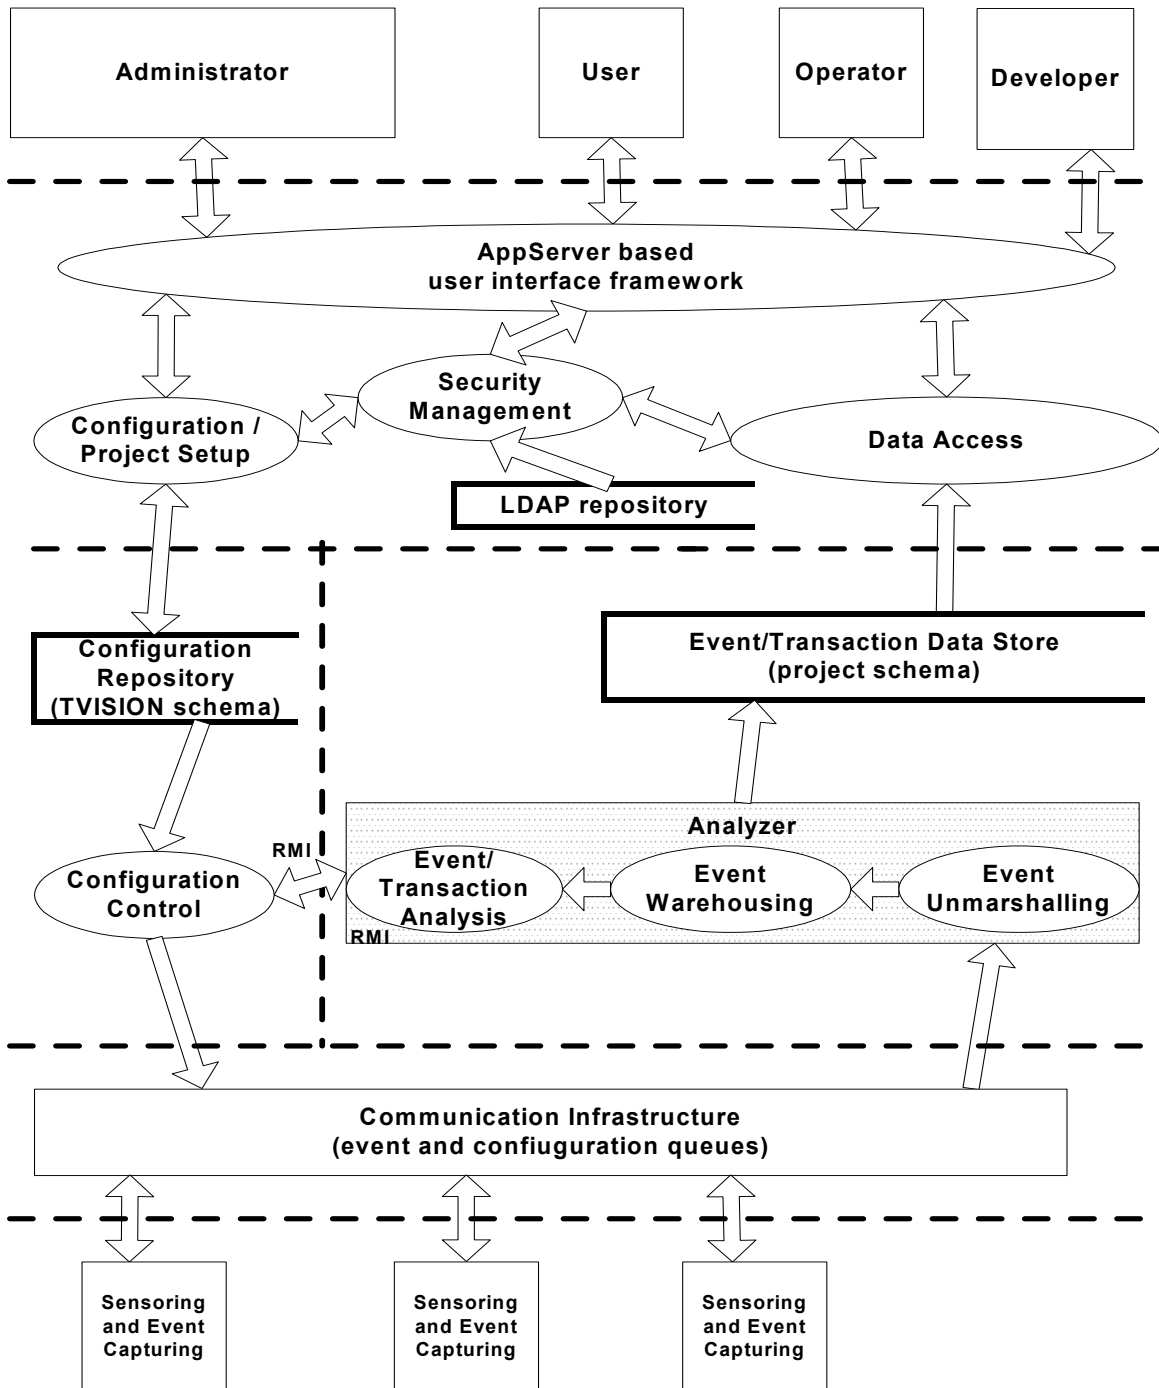 Administrator
User
Operator
Developer
AppServer based
user interface framework
Security
Management
Configuration /
Project Setup
Data Access
LDAP repository
Configuration
Repository
(TVISION schema)
Event/Transaction Data Store
(project schema)
Analyzer
RMI
Configuration
Control
Event/
Transaction
Analysis
Event
Warehousing
Event
Unmarshalling
RMI
Communication Infrastructure
(event and confiuguration queues)
Sensoring
and Event
Capturing
Sensoring
and Event
Capturing
Sensoring
and Event
Capturing